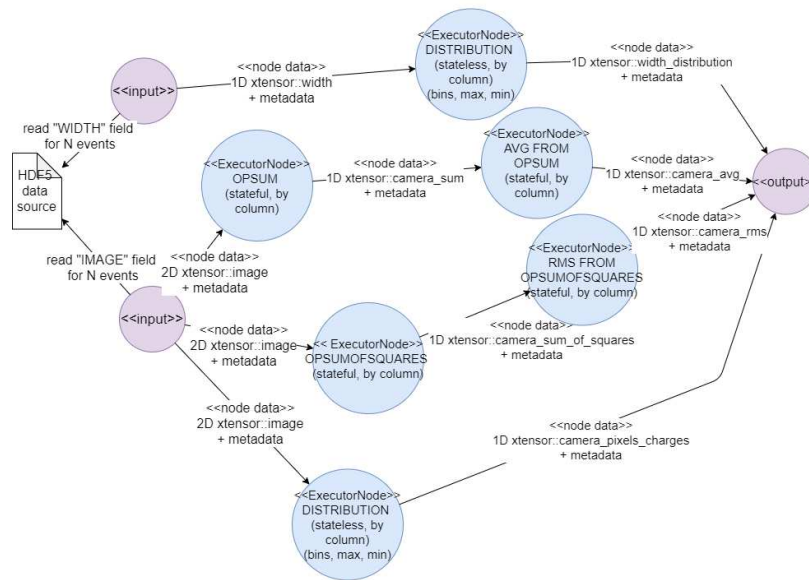 <<ExecutorNode>>
DISTRIBUTION
(stateless, by
column)
(bins, max, min)
<<node data>>
1D xtensor::width
+ metadata
<<node data>>
1D xtensor::width_distribution
+ metadata
<<input>>
read "WIDTH" field
for N events
HDF5
data
source
<<ExecutorNode>>
OPSUM
(stateful, by
column)
<<node data>>
1D xtensor::camera_sum
+ metadata
<<ExecutorNode>>
AVG FROM
OPSUM
(stateful, by
column)
<<node data>>
1D xtensor::camera_avg
+ metadata
<<output>>
<<node data>>
1D xtensor::camera_rms
+ metadata
read "IMAGE" field
for N events
<<node data>>
2D xtensor::image
+ metadata
<<ExecutorNode>>
RMS FROM
OPSUMOFSQUARES
(stateful, by column)
<<input>>
<<node data>>
2D xtensor::image
+ metadata
<< ExecutorNode>>
OPSUMOFSQUARES
(stateful, by column)
<<node data>>
1D xtensor::camera_sum_of_squares
+ metadata
<<node data>>
2D xtensor::image
+ metadata
<<node data>>
1D xtensor::camera_pixels_charges
+ metadata
<<ExecutorNode>>
DISTRIBUTION
(stateless, by
column)
(bins, max, min)